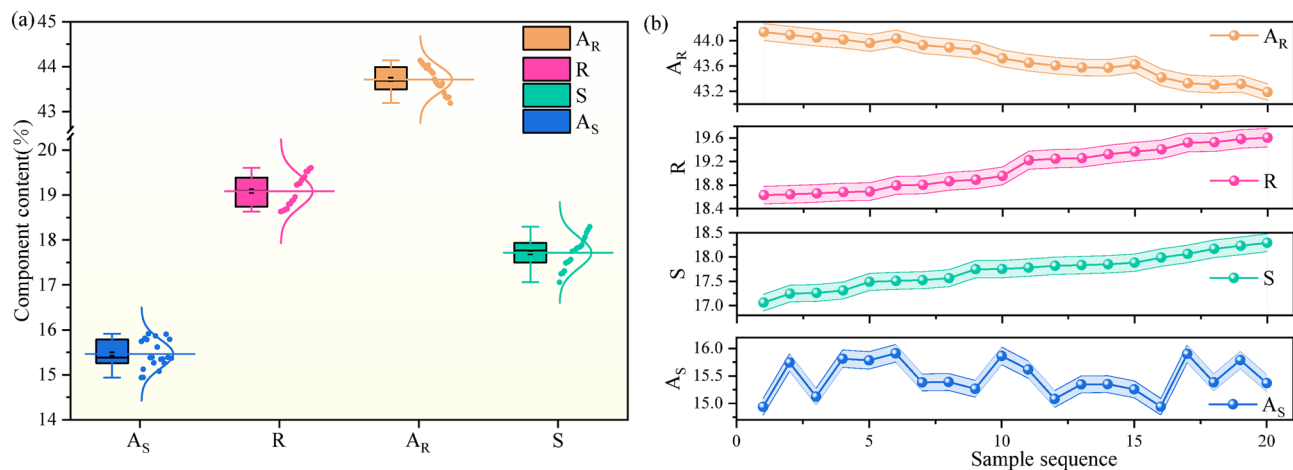 (a)
Component content(%)
45
44
43
20
19
18
17
16
15
14
A_R
R
S
A_S
A_S R A_R S
(b)
A_R
44.0
43.6
43.2
A_R
R
19.6
19.2
18.8
18.4
R
S
18.5
18.0
17.5
17.0
S
A_S
16.0
15.5
15.0
A_S
0 5 10 15 20
Sample sequence